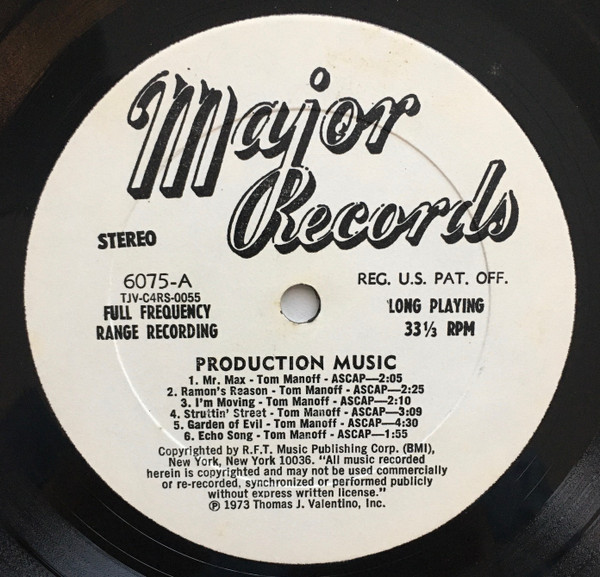 Major
Records
STEREO
6075-A
TJV-C4RS-0055
FULL FREQUENCY
RANGE RECORDING
REG. U.S. PAT. OFF.
LONG PLAYING
33⅓ RPM
PRODUCTION MUSIC
1. Mr. Max - Tom Manoff - ASCAP—2:05
2. Ramon's Reason - Tom Manoff - ASCAP—2:25
3. I'm Moving - Tom Manoff - ASCAP—2:10
4. Struttin' Street - Tom Manoff - ASCAP—3:09
5. Garden of Evil - Tom Manoff - ASCAP—4:30
6. Echo Song - Tom Manoff - ASCAP—1:55
Copyrighted by R.F.T. Music Publishing Corp. (BMI),
New York, New York 10036. "All music recorded
herein is copyrighted and may not be used commercially
or re-recorded, synchronized or performed publicly
without express written license."
℗ 1973 Thomas J. Valentino, Inc.